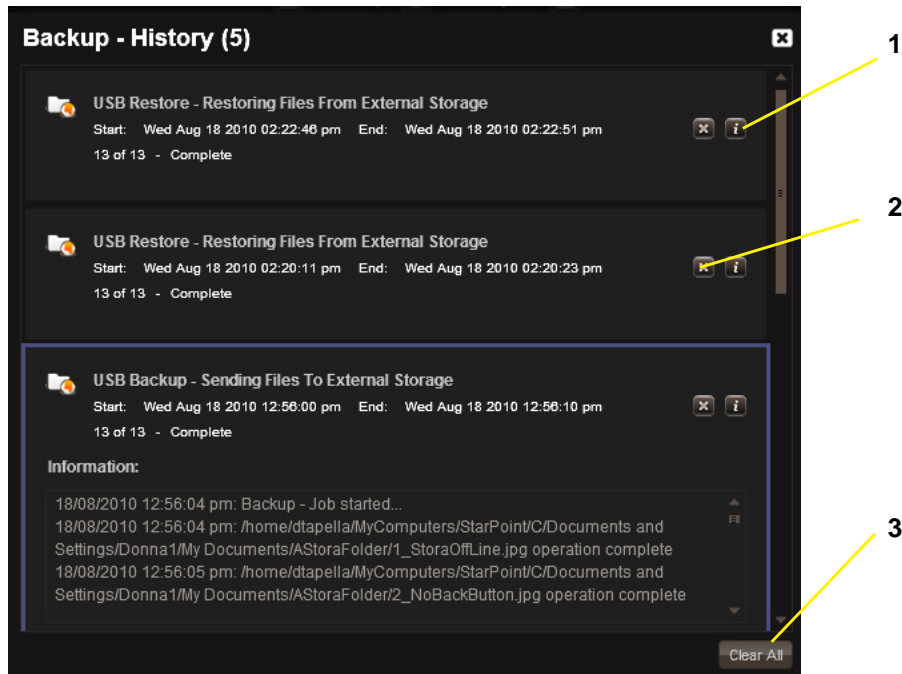 Backup - History (5)
1
USB Restore - Restoring Files From External Storage
Start: Wed Aug 18 2010 02:22:46 pm End: Wed Aug 18 2010 02:22:51 pm
13 of 13 - Complete
2
USB Restore - Restoring Files From External Storage
Start: Wed Aug 18 2010 02:20:11 pm End: Wed Aug 18 2010 02:20:23 pm
13 of 13 - Complete
USB Backup - Sending Files To External Storage
Start: Wed Aug 18 2010 12:56:00 pm End: Wed Aug 18 2010 12:56:10 pm
13 of 13 - Complete
Information:
18/08/2010 12:56:04 pm: Backup - Job started...
18/08/2010 12:56:04 pm: /home/dtapella/MyComputers/StarPoint/C/Documents and
Settings/Donna1/My Documents/AStoraFolder/1_StoraOffLine.jpg operation complete
18/08/2010 12:56:05 pm: /home/dtapella/MyComputers/StarPoint/C/Documents and
Settings/Donna1/My Documents/AStoraFolder/2_NoBackButton.jpg operation complete
3
Clear All